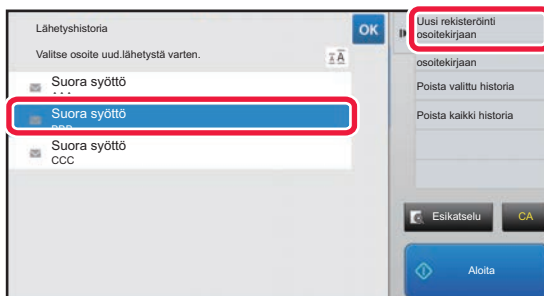 Lähetyshistoria
OK
Valitse osoite uud.lähetystä varten.
Suora syöttö
Suora syöttö
Suora syöttö
CCC
Uusi rekisteröinti
osoitekirjaan
osoitekirjaan
Poista valittu historia
Poista kaikki historia
Esikatselu
CA
Aloita